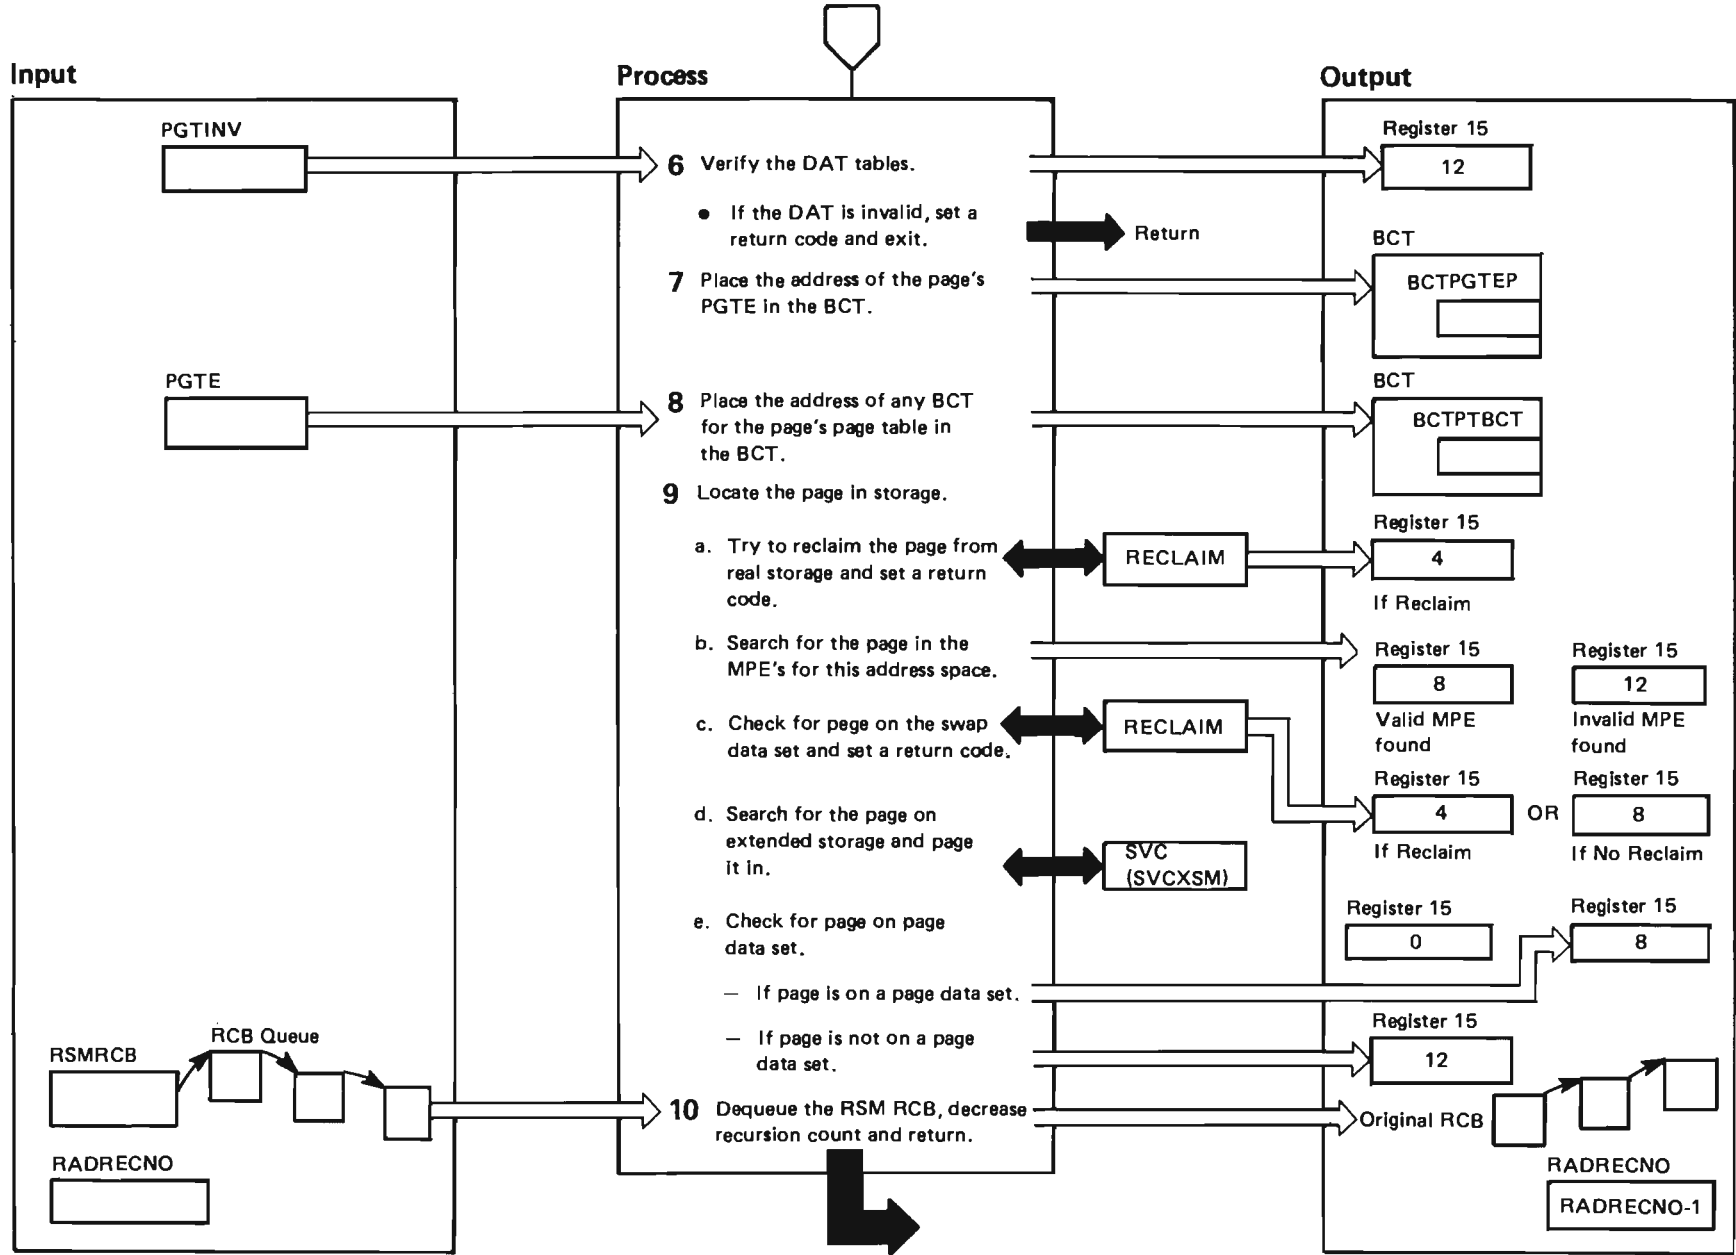 Input
Process
Output
PGTINV
6 Verify the DAT tables.
Register 15
12
• If the DAT is invalid, set a
return code and exit.
Return
7 Place the address of the page's
PGTE in the BCT.
BCT
BCTPGTEP
PGTE
8 Place the address of any BCT
for the page's page table in
the BCT.
BCT
BCTPTBCT
9 Locate the page in storage.
a. Try to reclaim the page from
real storage and set a return
code.
RECLAIM
Register 15
4
If Reclaim
b. Search for the page in the
MPE's for this address space.
Register 15
8
Valid MPE
found
Register 15
12
Invalid MPE
found
c. Check for pege on the swap
data set and set a return code.
RECLAIM
Register 15
4
If Reclaim
OR
Register 15
8
If No Reclaim
d. Search for the page on
extended storage and page
it in.
SVC
(SVCXSM)
e. Check for page on page
data set.
Register 15
0
Register 15
8
— If page is on a page data set.
— If page is not on a page
data set.
Register 15
12
RSMRCB
RCB Queue
10 Dequeue the RSM RCB, decrease
recursion count and return.
Original RCB
RADRECNO
RADRECNO
RADRECNO-1